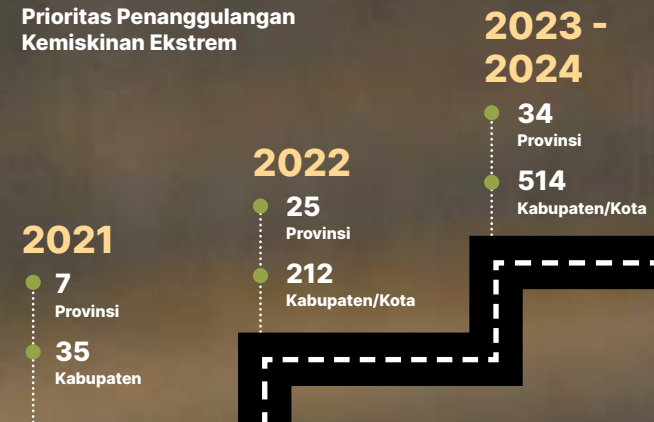 Prioritas Penanggulangan
Kemiskinan Ekstrem
2021
7
Provinsi
35
Kabupaten
2022
25
Provinsi
212
Kabupaten/Kota
2023 -
2024
34
Provinsi
514
Kabupaten/Kota